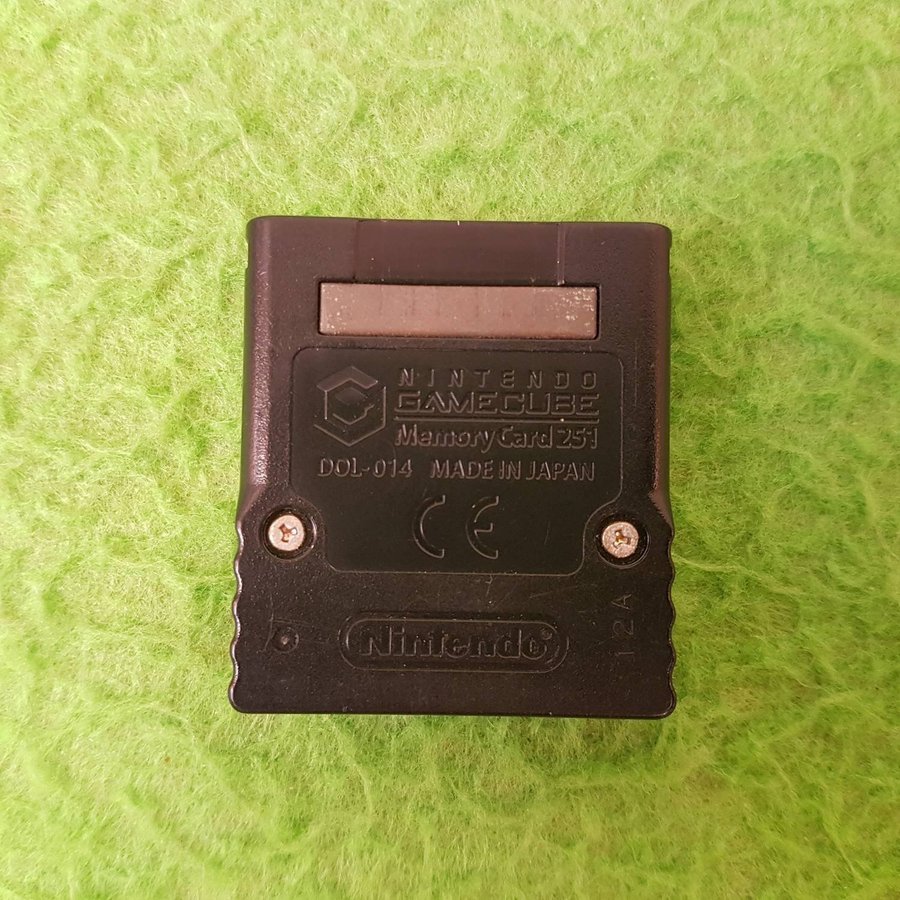 NINTENDO
GAMECUBE
Memory Card 251
DOL-014 MADE IN JAPAN
CE
Nintendo®
12A